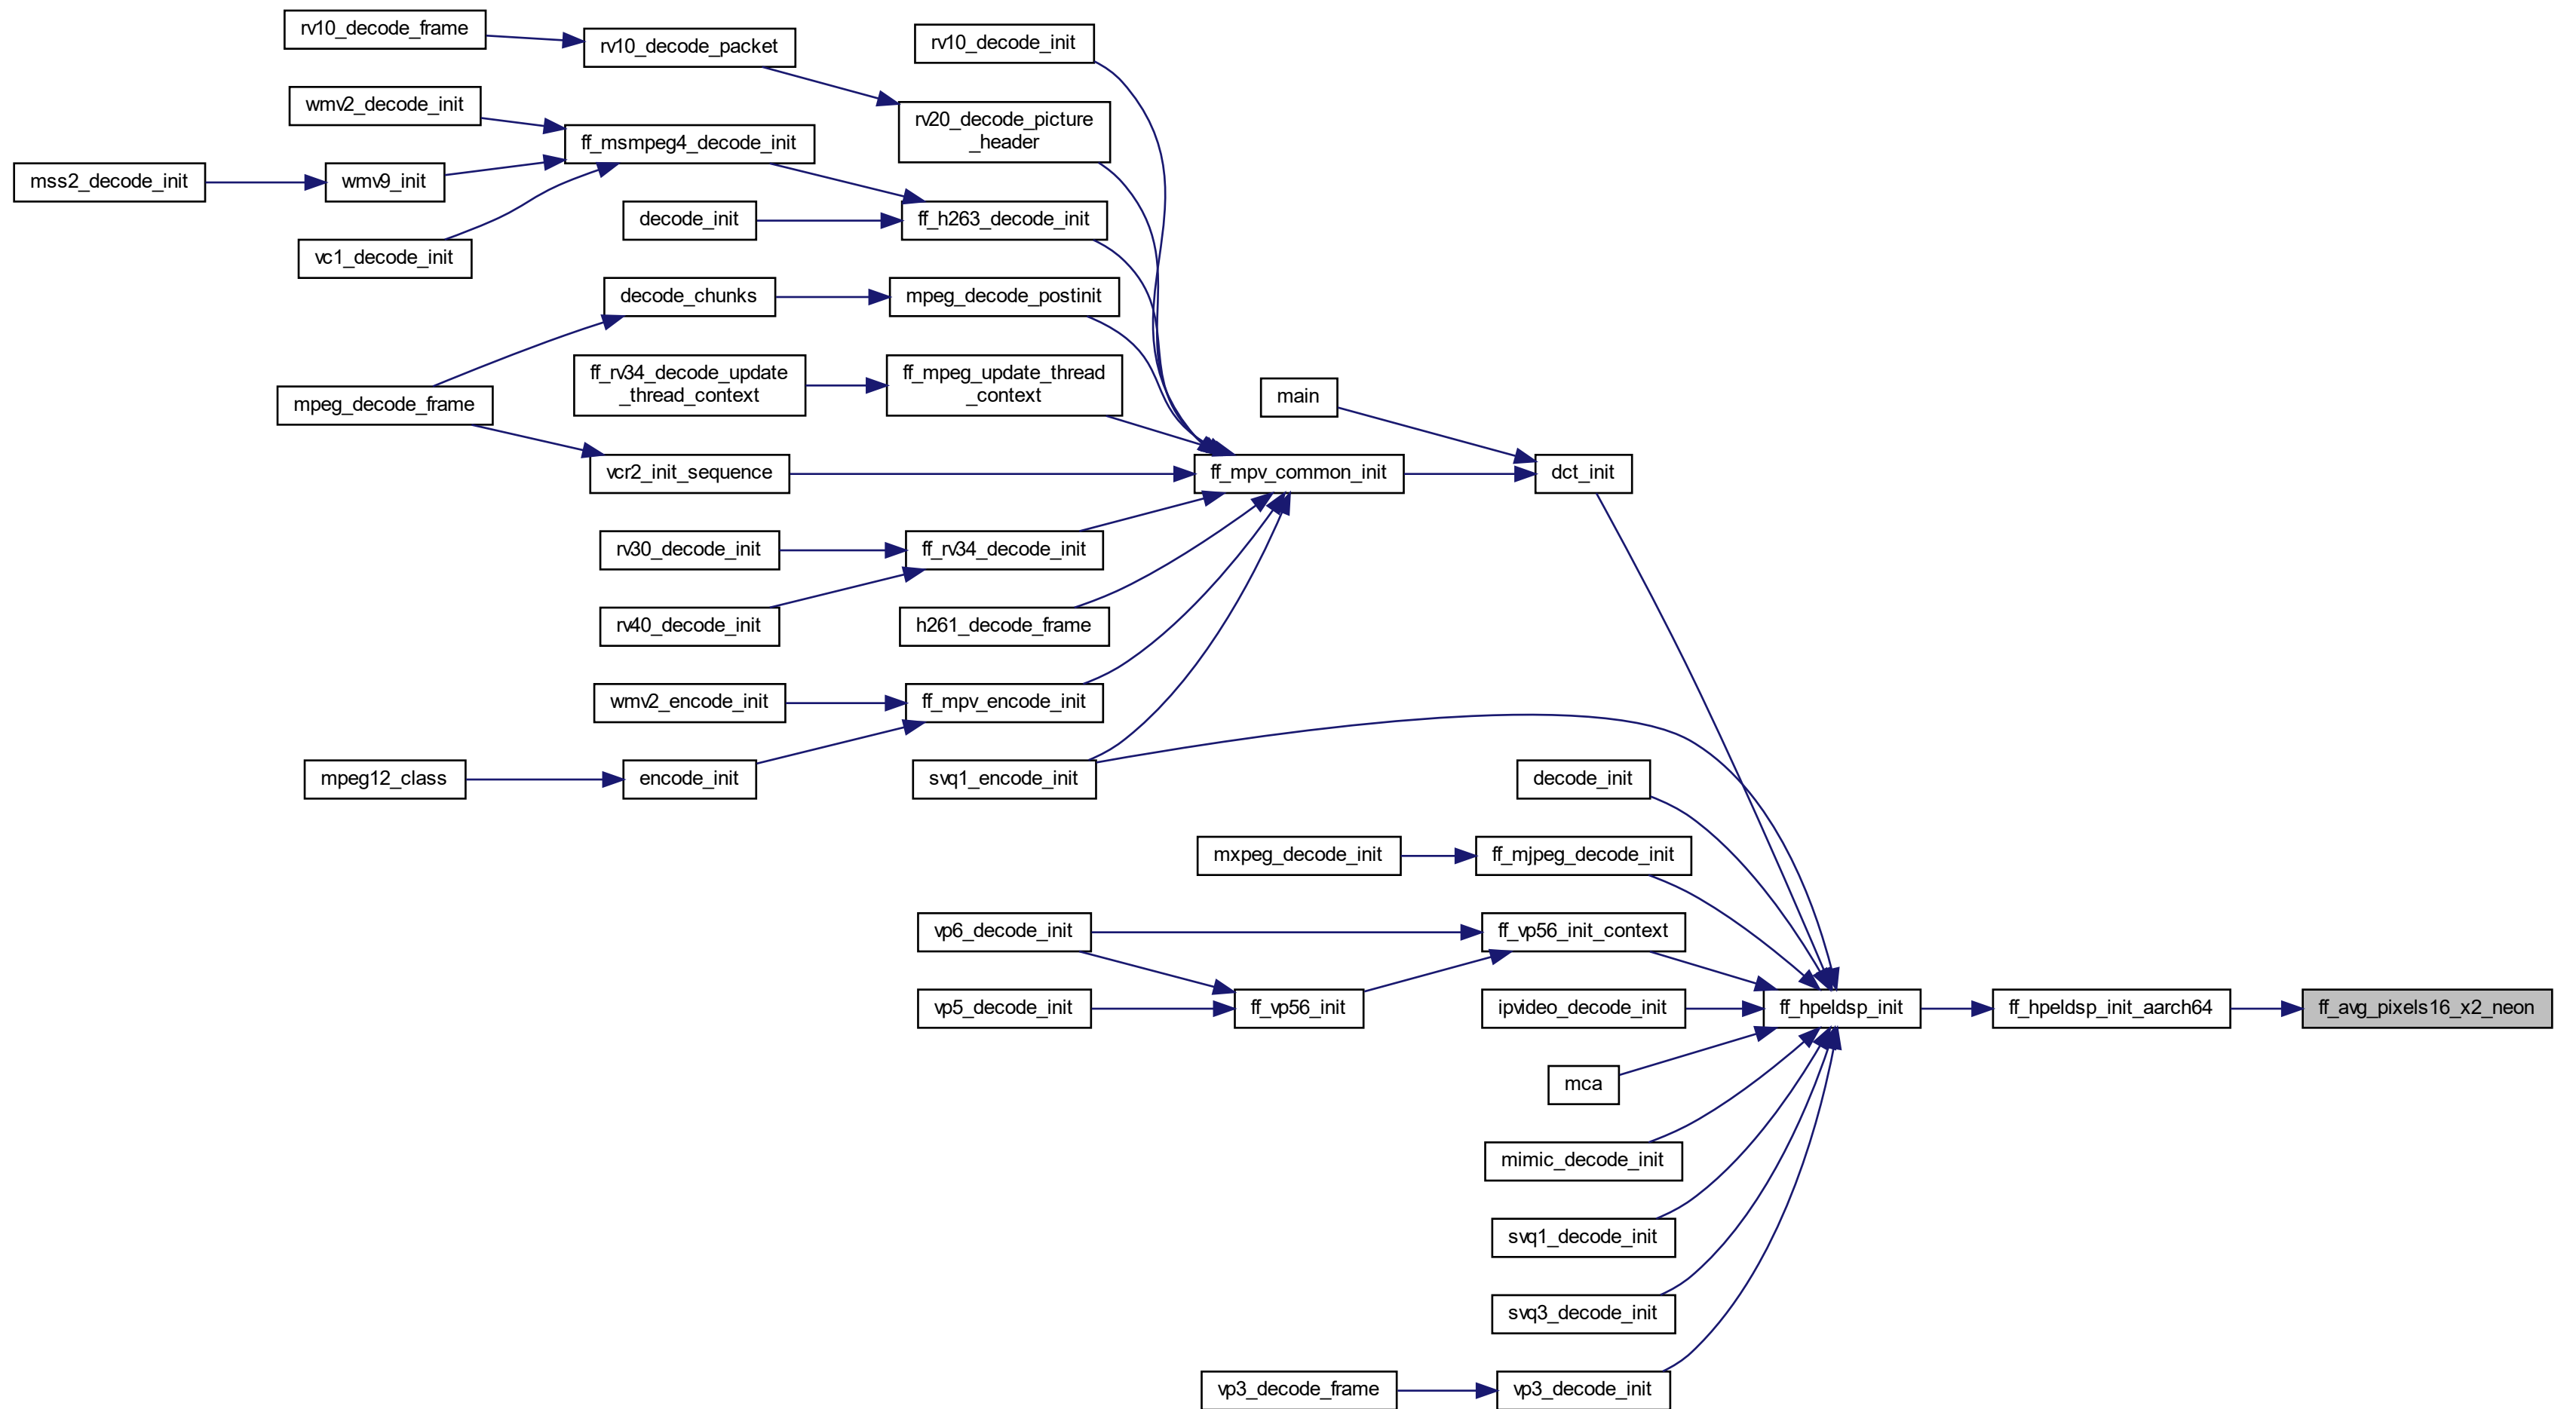 rv10_decode_frame
rv10_decode_packet
rv10_decode_init
wmv2_decode_init
rv20_decode_picture
_header
ff_msmpeg4_decode_init
mss2_decode_init
wmv9_init
decode_init
ff_h263_decode_init
vc1_decode_init
decode_chunks
mpeg_decode_postinit
ff_rv34_decode_update
_thread_context
ff_mpeg_update_thread
_context
main
mpeg_decode_frame
vcr2_init_sequence
ff_mpv_common_init
dct_init
rv30_decode_init
ff_rv34_decode_init
rv40_decode_init
h261_decode_frame
wmv2_encode_init
ff_mpv_encode_init
mpeg12_class
encode_init
svq1_encode_init
decode_init
mxpeg_decode_init
ff_mjpeg_decode_init
vp6_decode_init
ff_vp56_init_context
vp5_decode_init
ff_vp56_init
ipvideo_decode_init
ff_hpeldsp_init
ff_hpeldsp_init_aarch64
ff_avg_pixels16_x2_neon
mca
mimic_decode_init
svq1_decode_init
svq3_decode_init
vp3_decode_frame
vp3_decode_init